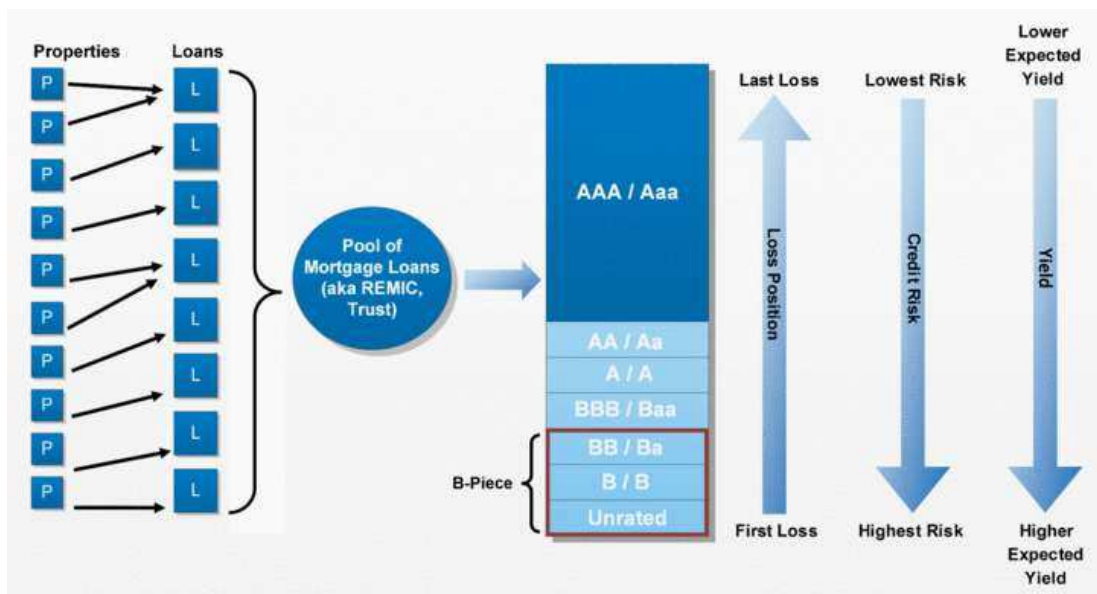 Properties
Loans
P
P
P
P
P
P
P
P
P
P
L
L
L
L
L
L
L
L
Pool of
Mortgage Loans
(aka REMIC,
Trust)
AAA / Aaa
AA / Aa
A / A
BBB / Baa
BB / Ba
B / B
Unrated
B-Piece
Last Loss
Loss Position
First Loss
Lowest Risk
Credit Risk
Highest Risk
Lower
Expected
Yield
Yield
Higher
Expected
Yield